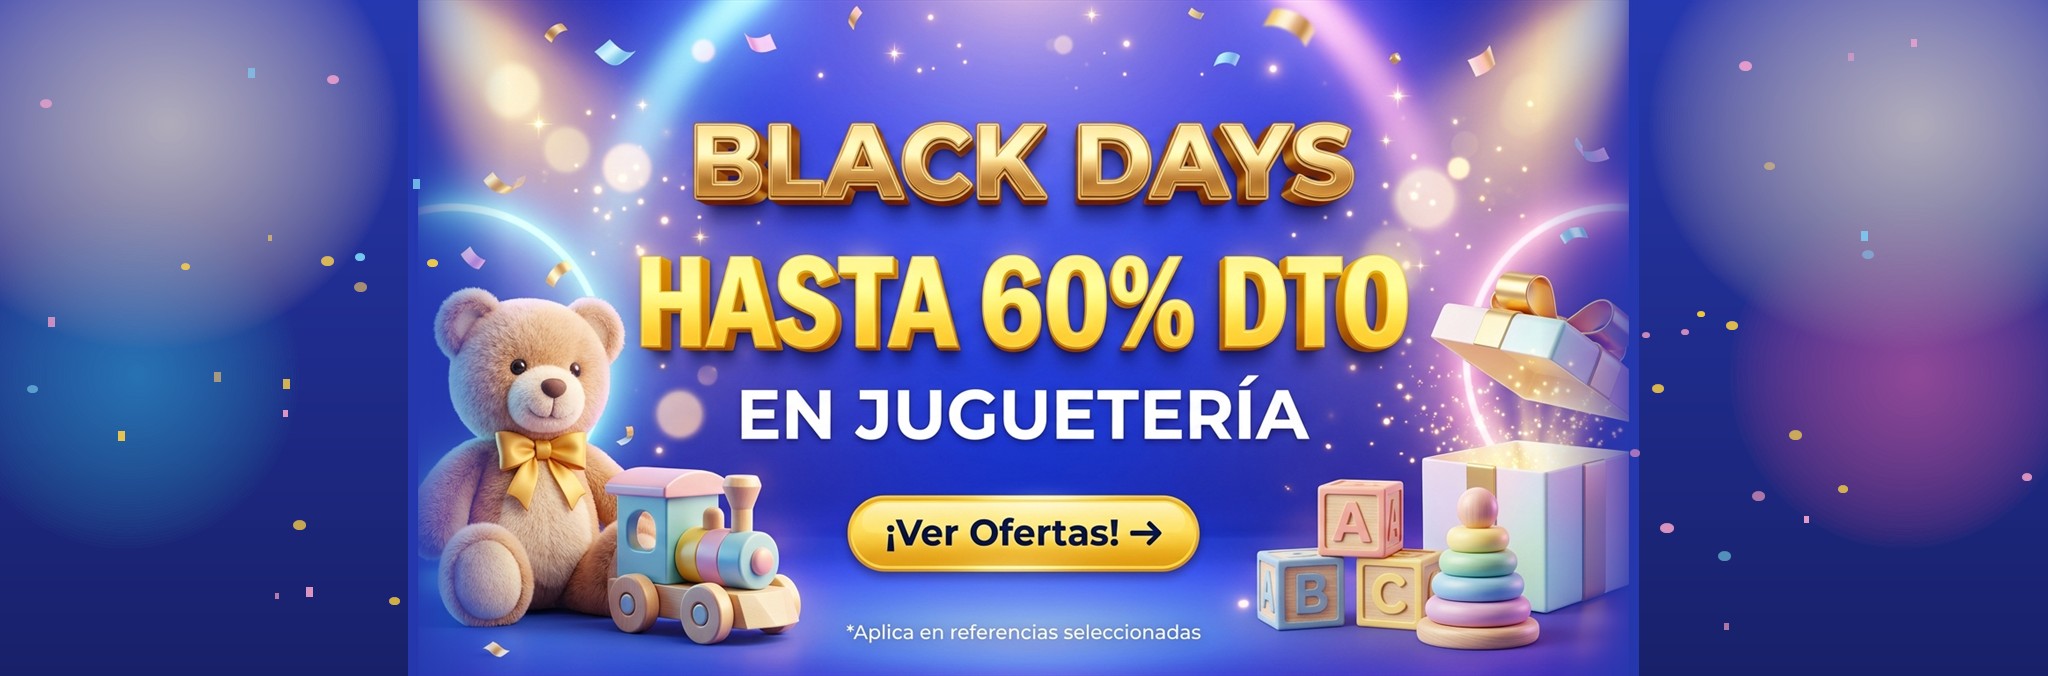 BLACK DAYS
HASTA 60% DTO
EN JUGUETERÍA
¡Ver Ofertas! →
*Aplica en referencias seleccionadas
A A
A B C